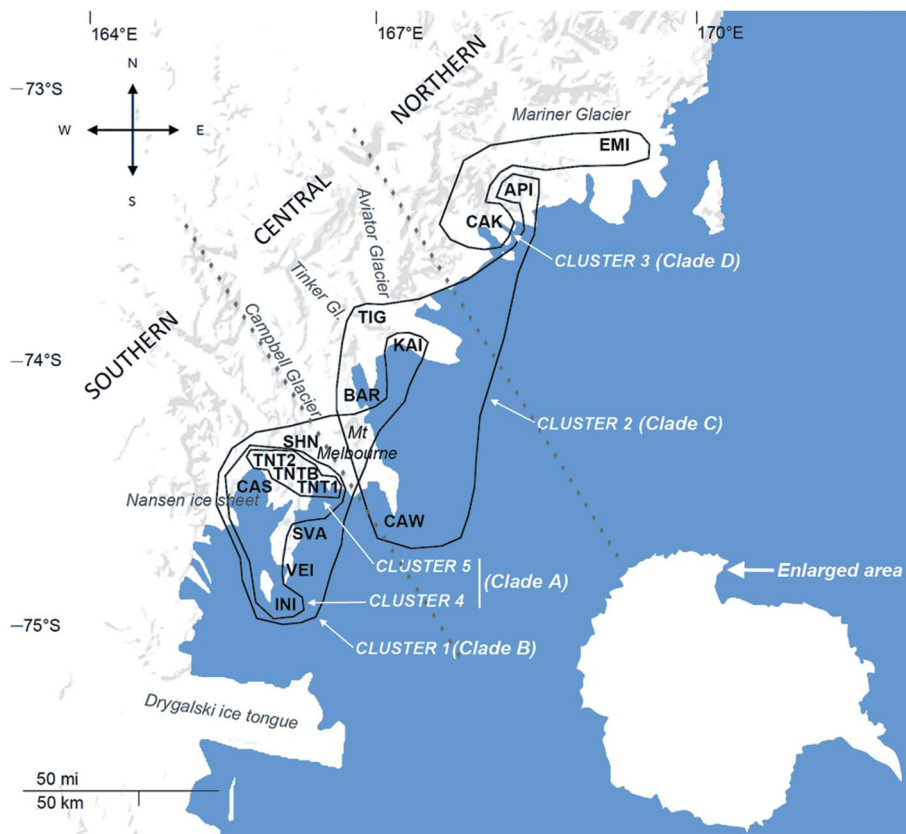 164°E
167°E
170°E
N
W
E
S
–73°S
–74°S
–75°S
NORTHERN
CENTRAL
SOUTHERN
Mariner Glacier
Aviator Glacier
Tinker Gl.
Campbell Glacier
EMI
API
CAK
CLUSTER 3 (Clade D)
TIG
KAI
BAR
CLUSTER 2 (Clade C)
Mt
Melbourne
SHN
TNT2
TNTB
TNT1
CAS
Nansen ice sheet
CAW
SVA
VEI
INI
CLUSTER 5
CLUSTER 4
(Clade A)
CLUSTER 1 (Clade B)
Enlarged area
Drygalski ice tongue
50 mi
50 km